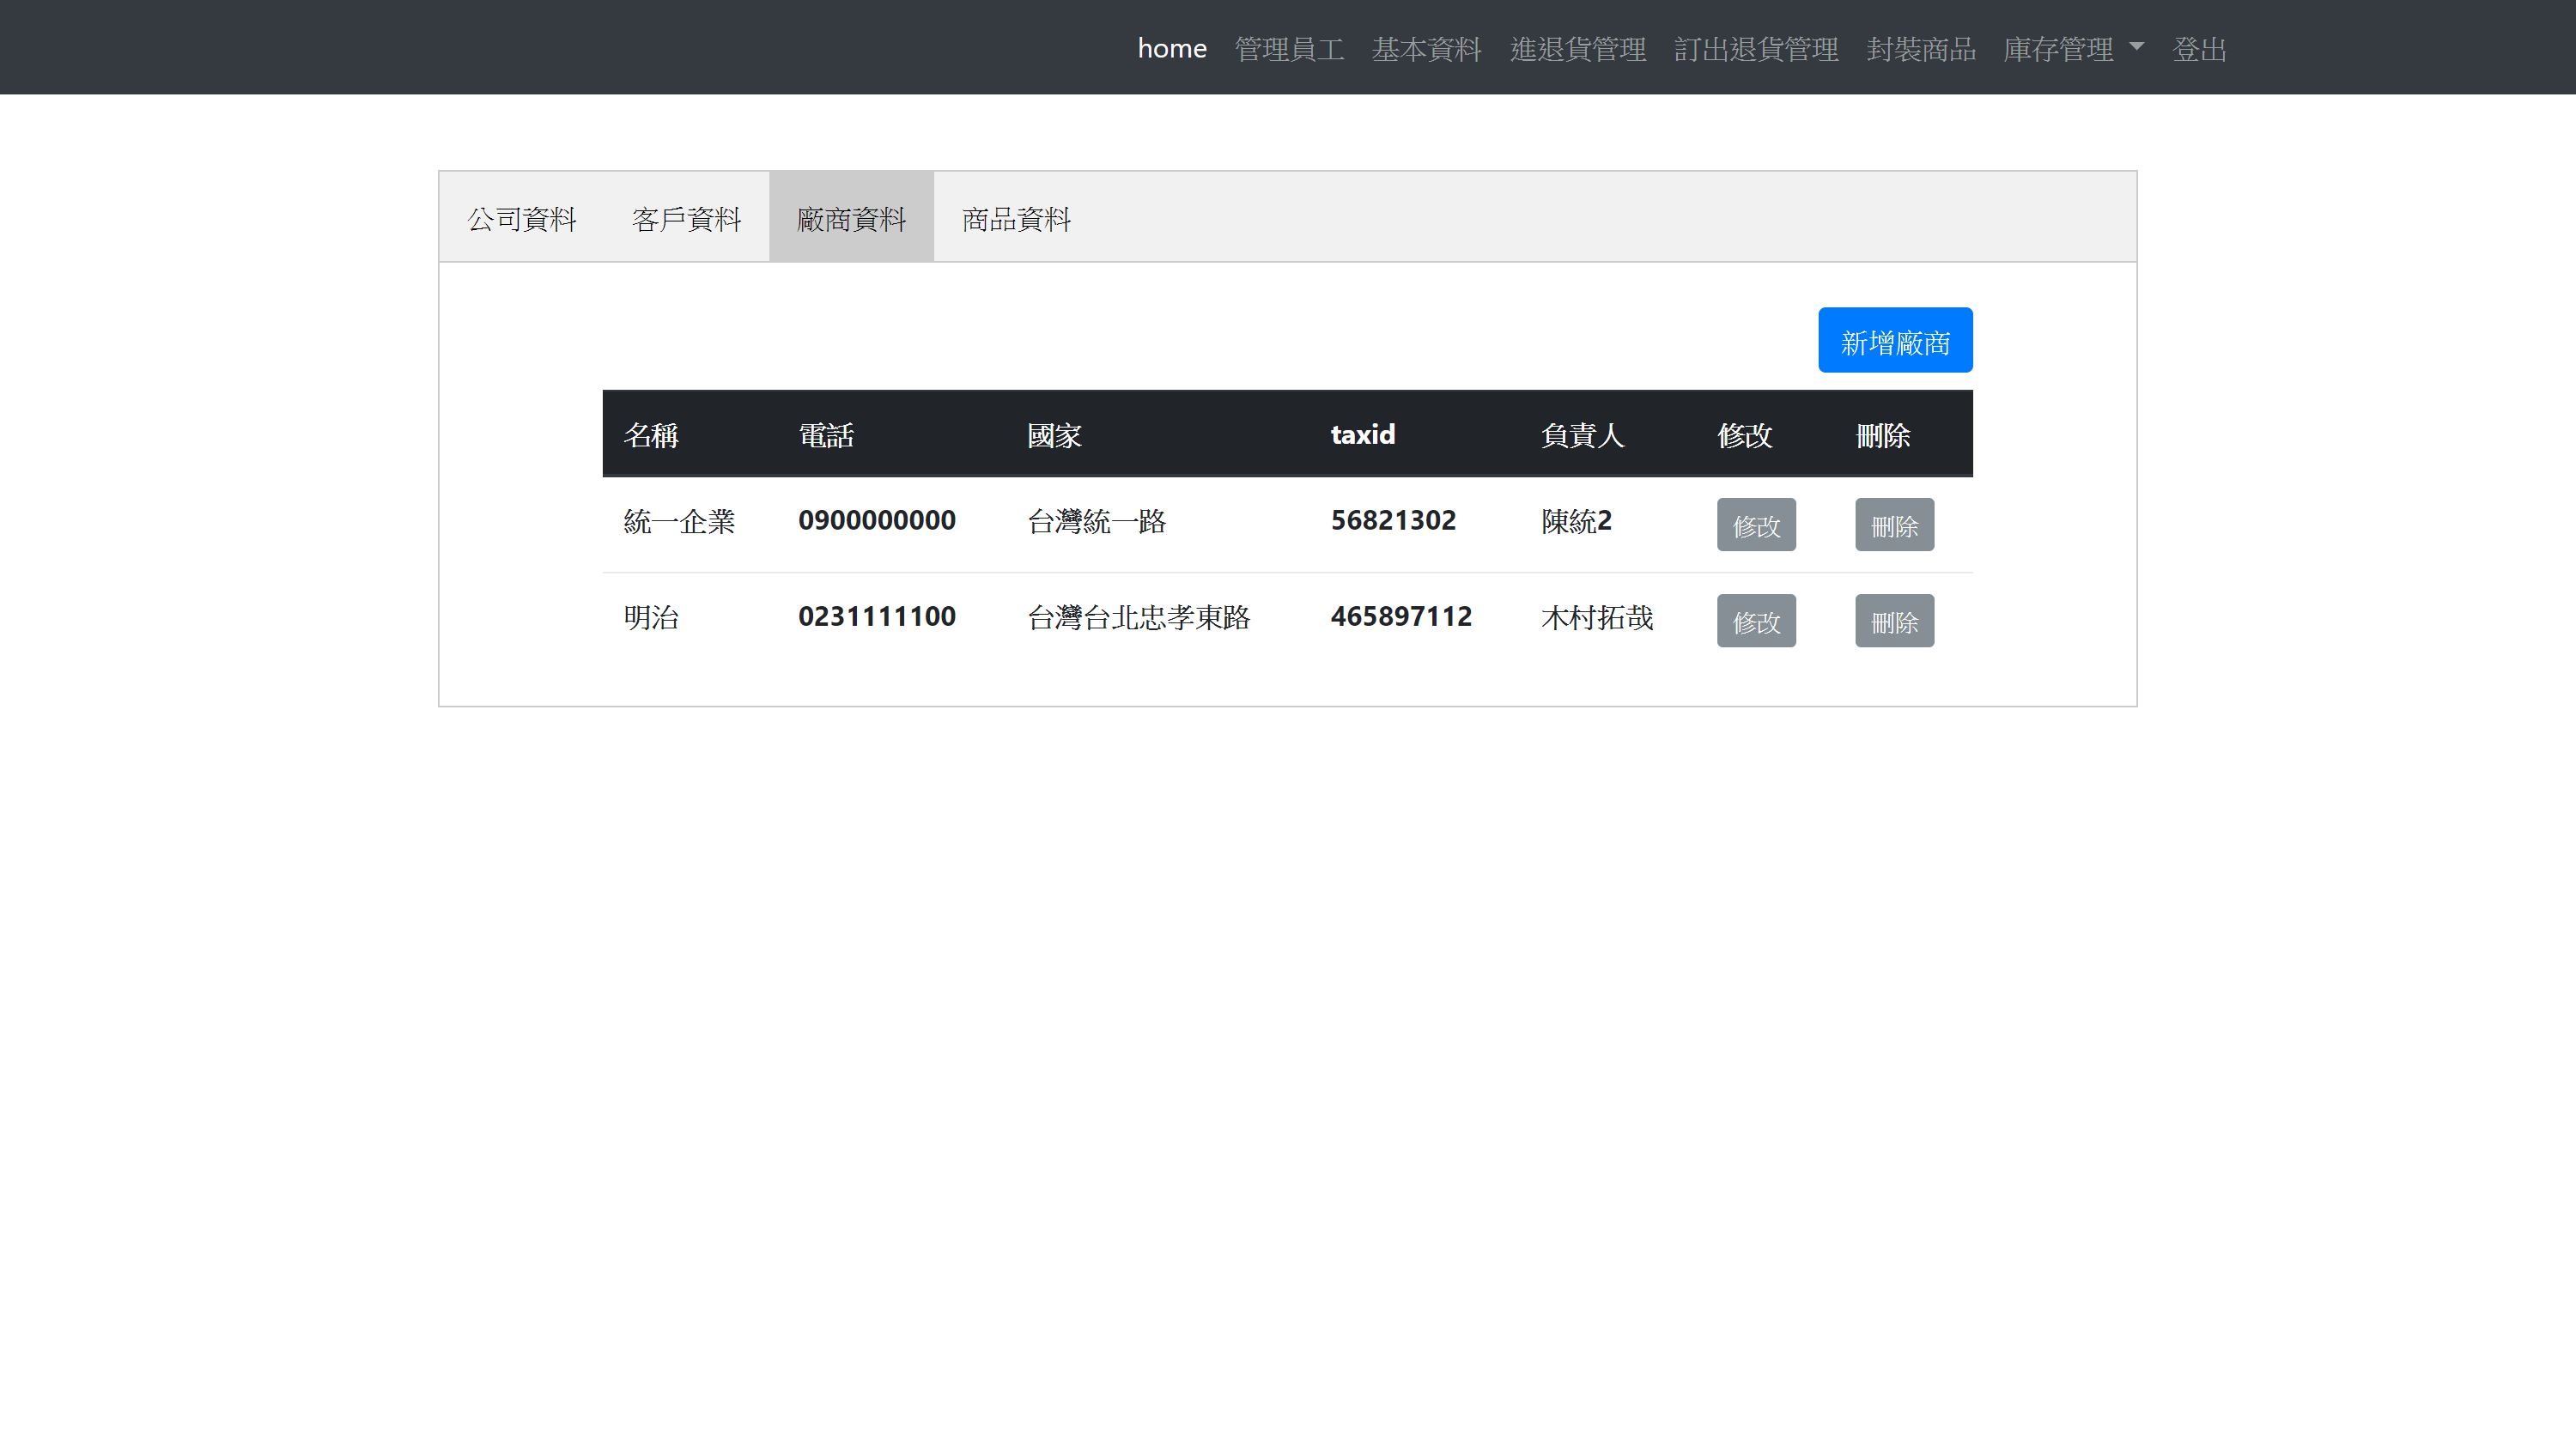 home 管理員工 基本資料 進退貨管理 訂出退貨管理 封裝商品 庫存管理 登出
公司資料 客戶資料 廠商資料 商品資料
新增廠商
名稱 電話 國家 taxid 負責人 修改 刪除
統一企業 0900000000 台灣統一路 56821302 陳統2 修改 刪除
明治 0231111100 台灣台北忠孝東路 465897112 木村拓哉 修改 刪除